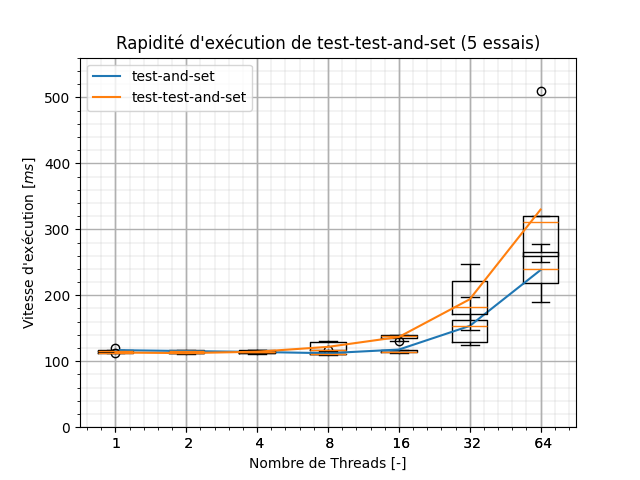 Rapidité d'exécution de test-test-and-set (5 essais)
test-and-set
test-test-and-set
500
400
300
200
100
0
Vitesse d'exécution [ms]
1 2 4 8 16 32 64
Nombre de Threads [-]